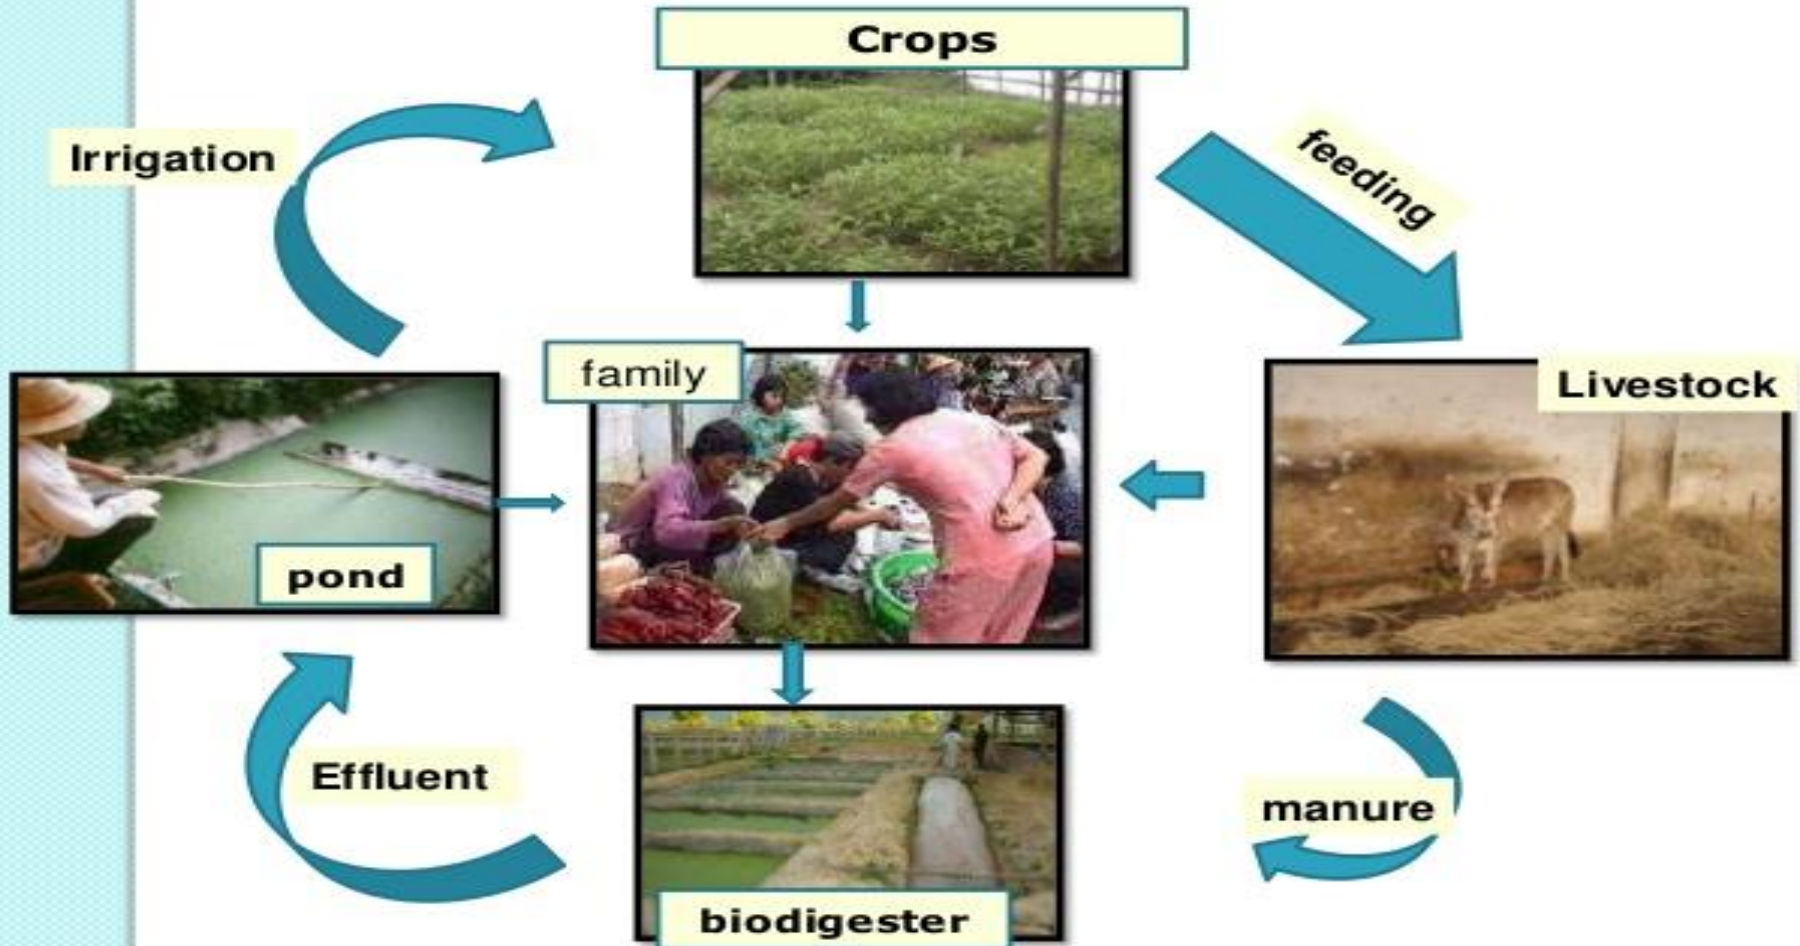 Crops
Irrigation
feeding
family
Livestock
pond
Effluent
manure
biodigester